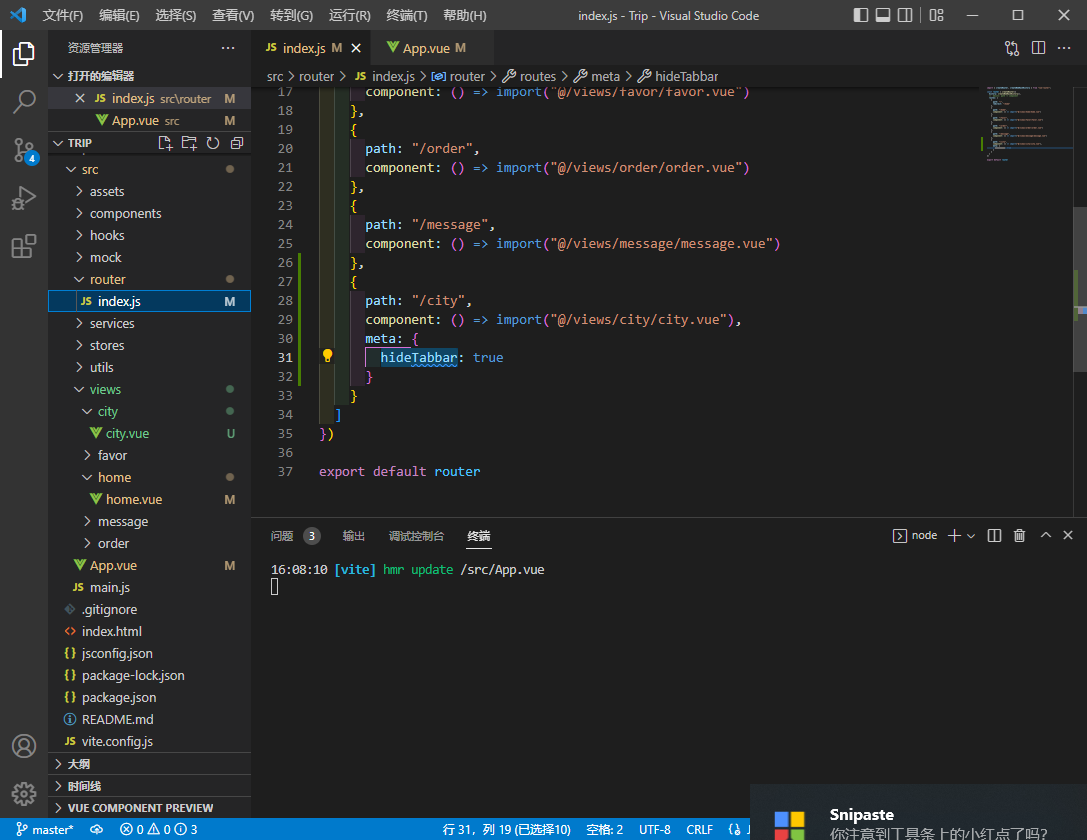 文件(F) 编辑(E) 选择(S) 查看(V) 转到(G) 运行(R) 终端(T) 帮助(H) index.js - Trip - Visual Studio Code
资源管理器
打开的编辑器
JS index.js src\router M
App.vue src M
TRIP
src
assets
components
hooks
mock
router
JS index.js M
services
stores
utils
views
city
city.vue U
favor
home
home.vue M
message
order
App.vue M
JS main.js
.gitignore
index.html
jsconfig.json
package-lock.json
package.json
README.md
JS vite.config.js
大纲
时间线
VUE COMPONENT PREVIEW
4
JS index.js M App.vue M
src > router > JS index.js > router > routes > meta > hideTabbar
17 component: () => import("@/views/favor/favor.vue")
18 },
19 {
20 path: "/order",
21 component: () => import("@/views/order/order.vue")
22 },
23 {
24 path: "/message",
25 component: () => import("@/views/message/message.vue")
26 },
27 {
28 path: "/city",
29 component: () => import("@/views/city/city.vue"),
30 meta: {
31 hideTabbar: true
32 }
33 }
34 ]
35 })
36
37 export default router
问题 3 输出 调试控制台 终端 node
16:08:10 [vite] hmr update /src/App.vue
master* 0 0 3 行 31，列 19 (已选择10) 空格: 2 UTF-8 CRLF
Snipaste
你注意到工具条上的小红点了吗?